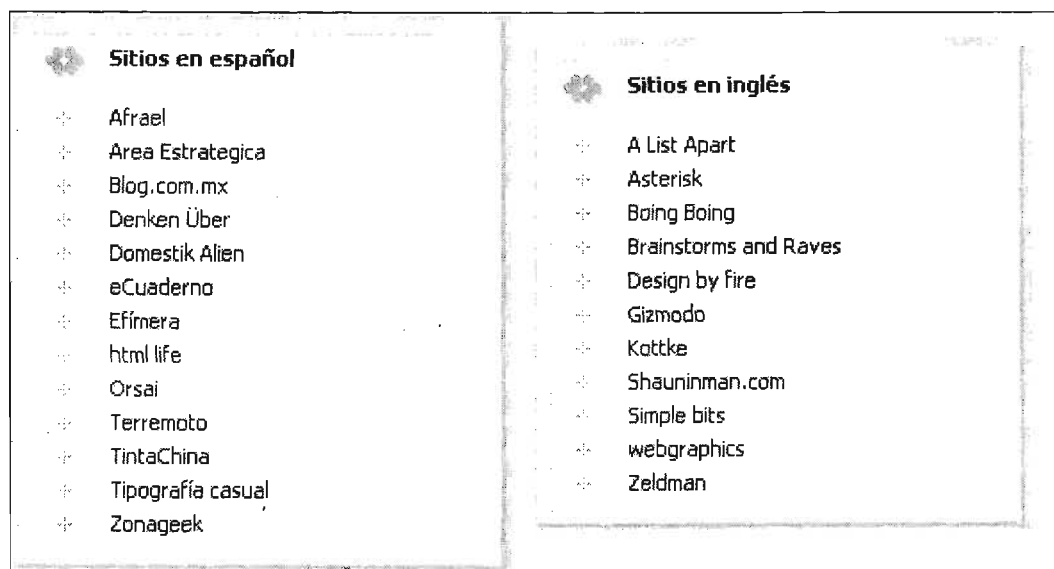 Sitios en español
Afrael
Area Estrategica
Blog.com.mx
Denken Über
Domestik Alien
eCuaderno
Efímera
html life
Orsai
Terremoto
TintaChina
Tipografía casual
Zonageek
Sitios en inglés
A List Apart
Asterisk
Boing Boing
Brainstorms and Raves
Design by fire
Gizmodo
Kottke
Shauninman.com
Simple bits
webgraphics
Zeldman